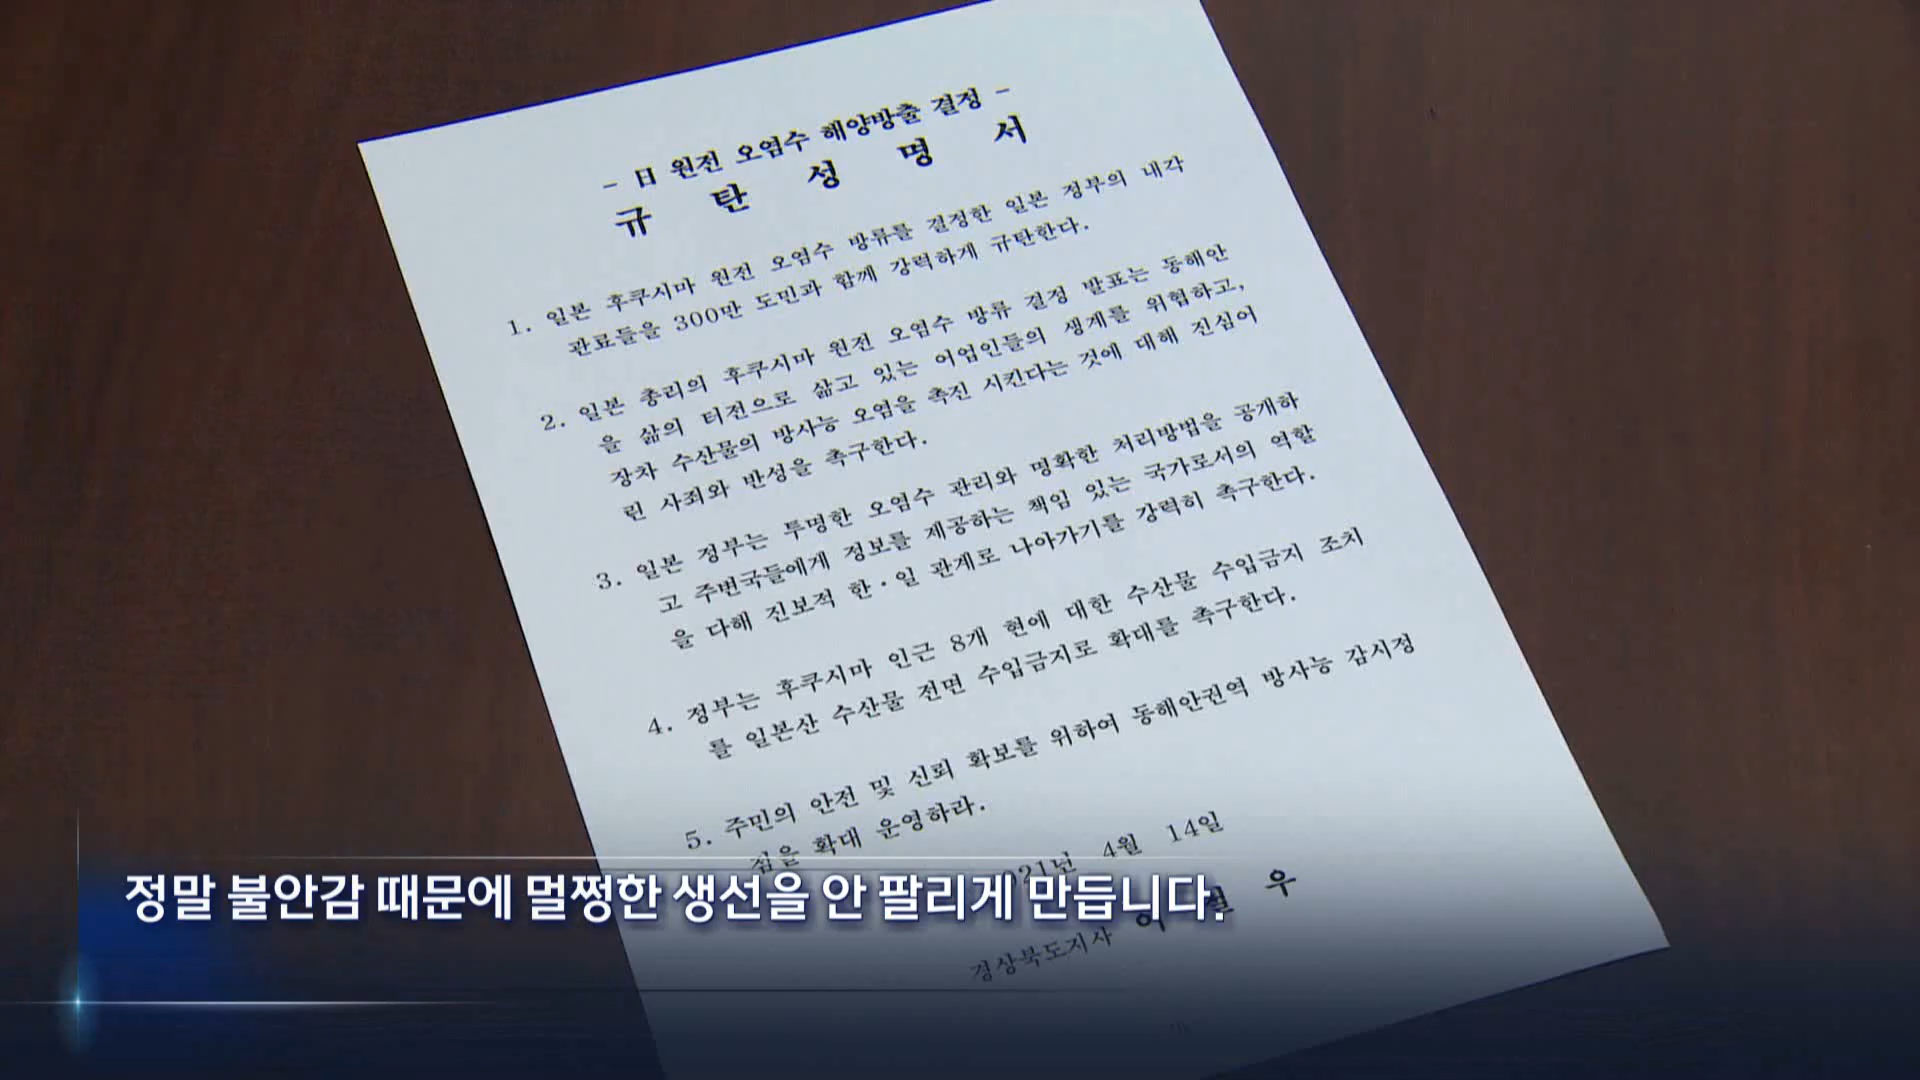 - 日 원전 오염수 해양방출 결정 -
규 탄 성 명 서
1. 일본 후쿠시마 원전 오염수 방류를 결정한 일본 정부의 내각
관료들을 300만 도민과 함께 강력하게 규탄한다.
2. 일본 총리의 후쿠시마 원전 오염수 방류 결정 발표는 동해안
을 삶의 터전으로 삶고 있는 어업인들의 생계를 위협하고,
장차 수산물의 방사능 오염을 촉진 시킨다는 것에 대해 진심어
린 사죄와 반성을 촉구한다.
3. 일본 정부는 투명한 오염수 관리와 명확한 처리방법을 공개하
고 주변국들에게 정보를 제공하는 책임 있는 국가로서의 역할
을 다해 진보적 한·일 관계로 나아가기를 강력히 촉구한다.
4. 정부는 후쿠시마 인근 8개 현에 대한 수산물 수입금지 조치
를 일본산 수산물 전면 수입금지로 확대를 촉구한다.
5. 주민의 안전 및 신뢰 확보를 위하여 동해안권역 방사능 감시정
점을 확대 운영하라.
2021년 4월 14일
경상북도지사 이 철 우
정말 불안감 때문에 멀쩡한 생선을 안 팔리게 만듭니다.